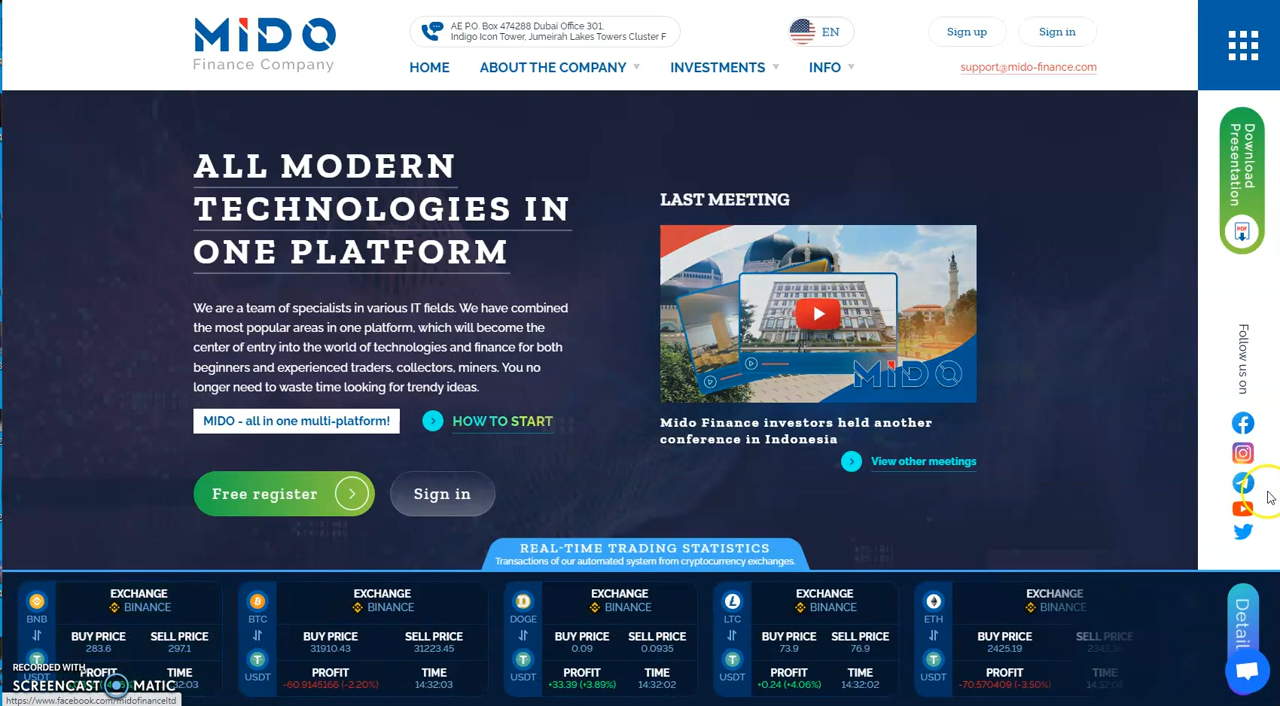 MIDO
Finance Company
AE P.O. Box 474288 Dubai Office 301,
Indigo Icon Tower, Jumeirah Lakes Towers Cluster F
EN
Sign up
Sign in
HOME
ABOUT THE COMPANY
INVESTMENTS
INFO
support@mido-finance.com
Download
Presentation
PDF
ALL MODERN
TECHNOLOGIES IN
ONE PLATFORM
We are a team of specialists in various IT fields. We have combined
the most popular areas in one platform, which will become the
center of entry into the world of technologies and finance for both
beginners and experienced traders, collectors, miners. You no
longer need to waste time looking for trendy ideas.
MIDO - all in one multi-platform!
HOW TO START
Free register
Sign in
LAST MEETING
MIDO
Mido Finance investors held another
conference in Indonesia
View other meetings
Follow us on
REAL-TIME TRADING STATISTICS
Transactions of our automated system from cryptocurrency exchanges.
BNB
USDT
EXCHANGE
BINANCE
BUY PRICE
SELL PRICE
283.6
297.1
BTC
USDT
EXCHANGE
BINANCE
BUY PRICE
SELL PRICE
31910.43
31223.45
PROFIT
TIME
-60.9145166 (-2.20%)
14:32:03
DOGE
USDT
EXCHANGE
BINANCE
BUY PRICE
SELL PRICE
0.09
0.0935
PROFIT
TIME
+33.39 (+3.89%)
14:32:02
LTC
USDT
EXCHANGE
BINANCE
BUY PRICE
SELL PRICE
73.9
76.9
PROFIT
TIME
+0.24 (+4.06%)
14:32:02
ETH
USDT
EXCHANGE
BINANCE
BUY PRICE
SELL PRICE
2425.19
PROFIT
TIME
-70.570409 (-3.50%)
Detail
RECORDED WITH
SCREENCAST MATIC
https://www.facebook.com/midofinanceltd